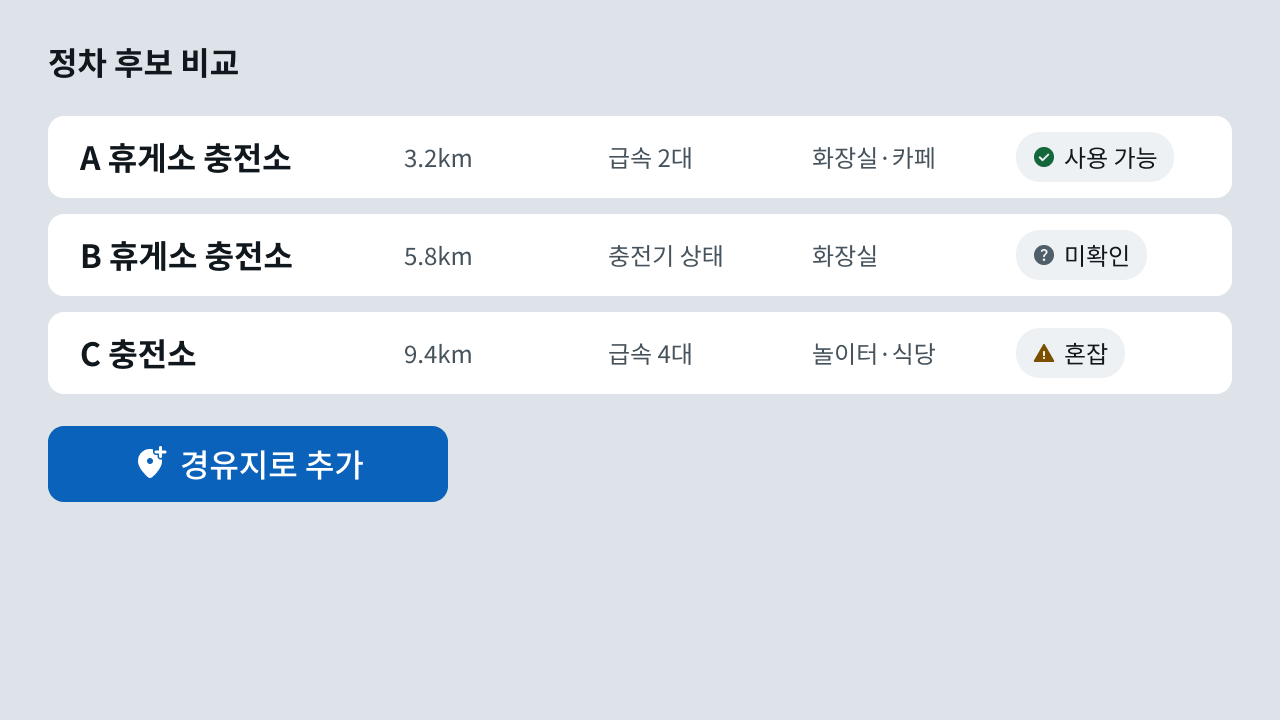 정차 후보 비교
A 휴게소 충전소 3.2km 급속 2대 화장실·카페 사용 가능
B 휴게소 충전소 5.8km 충전기 상태 화장실 미확인
C 충전소 9.4km 급속 4대 놀이터·식당 혼잡
경유지로 추가